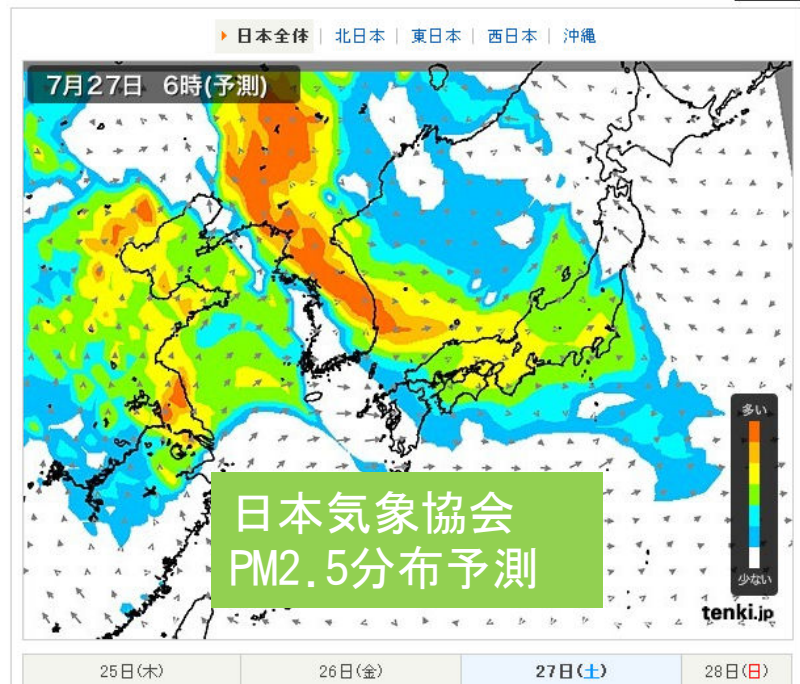 日本全体 | 北日本 | 東日本 | 西日本 | 沖縄
7月27日 6時(予測)
多い
少ない
日本気象協会
PM2.5分布予測
tenki.jp
25日(木) 26日(金) 27日(土) 28日(日)